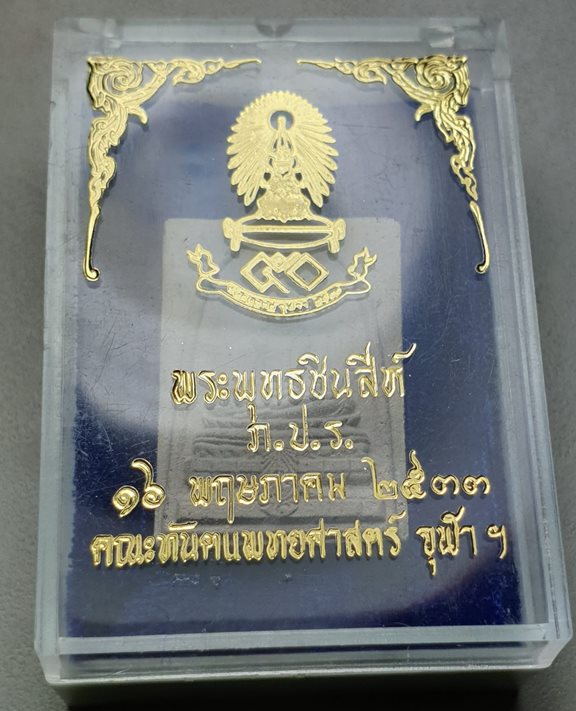 ๕๐
พระพุทธชินสีห์
ภ.ป.ร.
๑๖ พฤษภาคม ๒๕๓๓
คณะทันตแพทยศาสตร์ จุฬาฯ